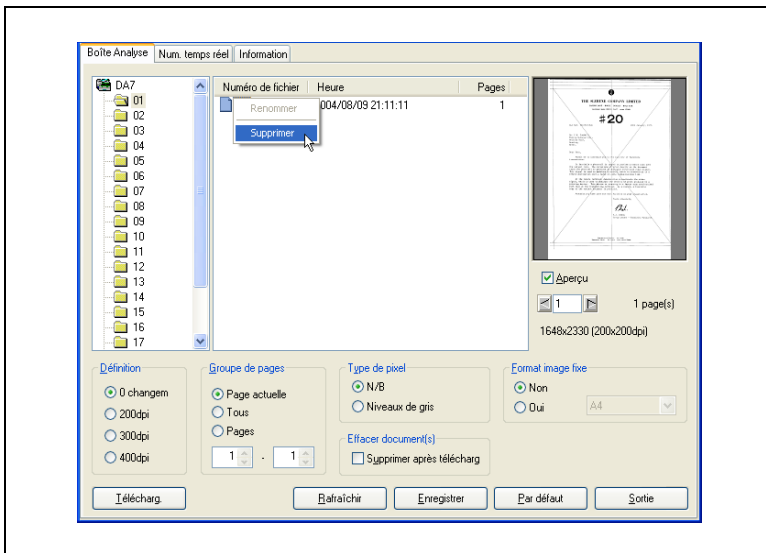 Boîte Analyse Num. temps réel Information
DA7
01
02
03
04
05
06
07
08
09
10
11
12
13
14
15
16
17
Numéro de fichier Heure Pages
004/08/09 21:11:11 1
Renommer
Supprimer
THE SLEREXE COMPANY LIMITED
#20
Aperçu
1 1 page(s)
1648x2330 (200x200dpi)
Définition
0 changem
200dpi
300dpi
400dpi
Groupe de pages
Page actuelle
Tous
Pages
1 . 1
Type de pixel
N/B
Niveaux de gris
Effacer document(s)
Supprimer après télécharg
Format image fixe
Non
Oui A4
Télécharg. Rafraîchir Enregistrer Par défaut Sortie